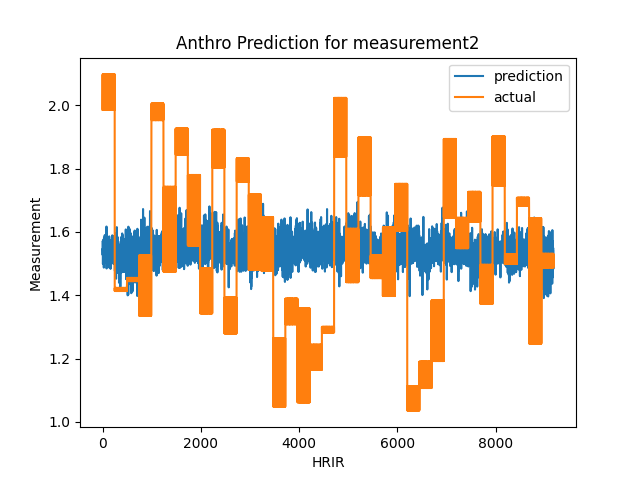 Anthro Prediction for measurement2
prediction
actual
Measurement
2.0
1.8
1.6
1.4
1.2
1.0
0
2000
4000
6000
8000
HRIR